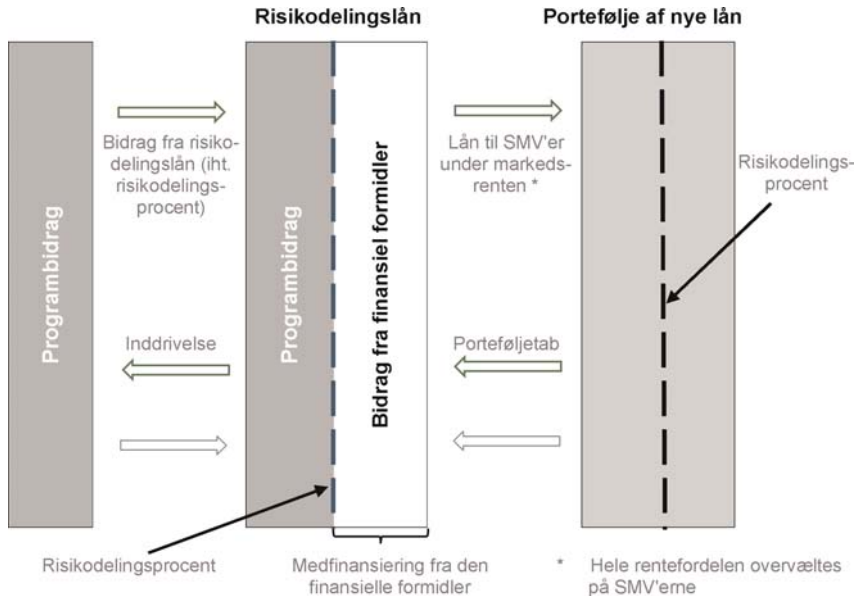 Risikodelingslån
Portefølje af nye lån
Programbidrag
Bidrag fra risiko-
delingslån (iht.
risikodelings-
procent)
Inddrivelse
Programbidrag
Bidrag fra finansiel formidler
Lån til SMV'er
under markeds-
renten *
Porteføljetab
Risikodelings-
procent
Risikodelingsprocent
Medfinansiering fra den
finansielle formidler
* Hele rentefordelen overvæltes
på SMV'erne